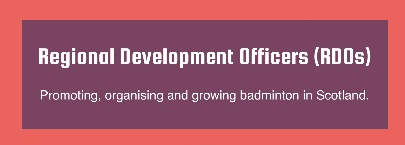 Regional Development Officers (RDOs)
Promoting, organising and growing badminton in Scotland.